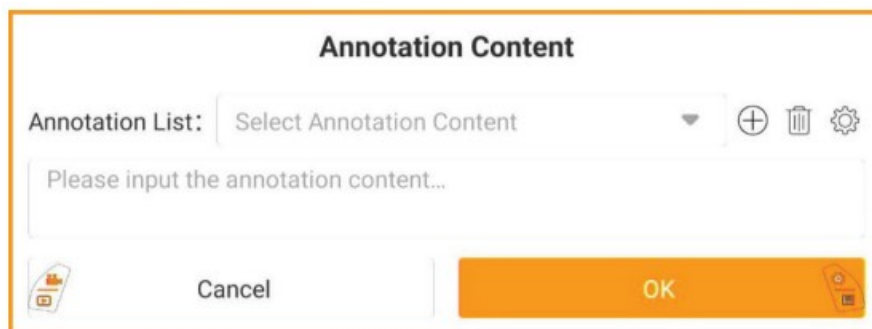 Annotation Content
Annotation List: Select Annotation Content
Please input the annotation content...
Cancel OK